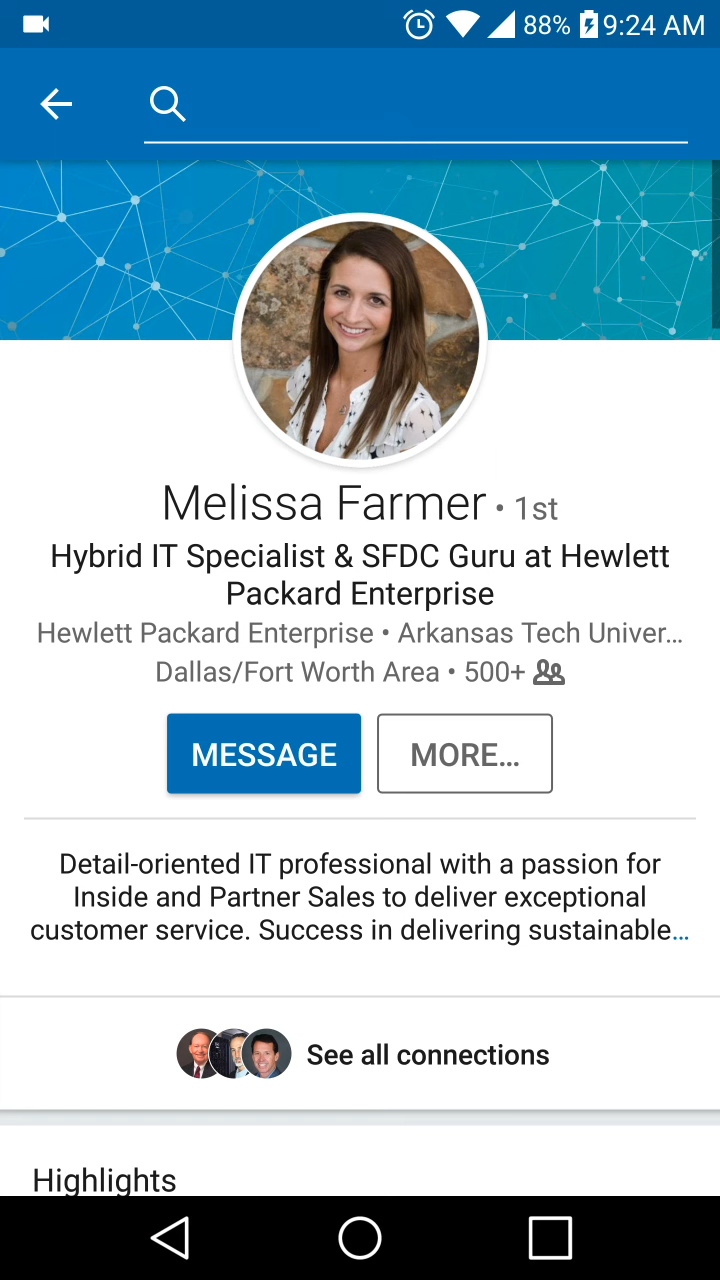 88% 9:24 AM
Melissa Farmer • 1st
Hybrid IT Specialist & SFDC Guru at Hewlett
Packard Enterprise
Hewlett Packard Enterprise • Arkansas Tech Univer...
Dallas/Fort Worth Area • 500+
MESSAGE
MORE...
Detail-oriented IT professional with a passion for
Inside and Partner Sales to deliver exceptional
customer service. Success in delivering sustainable...
See all connections
Highlights